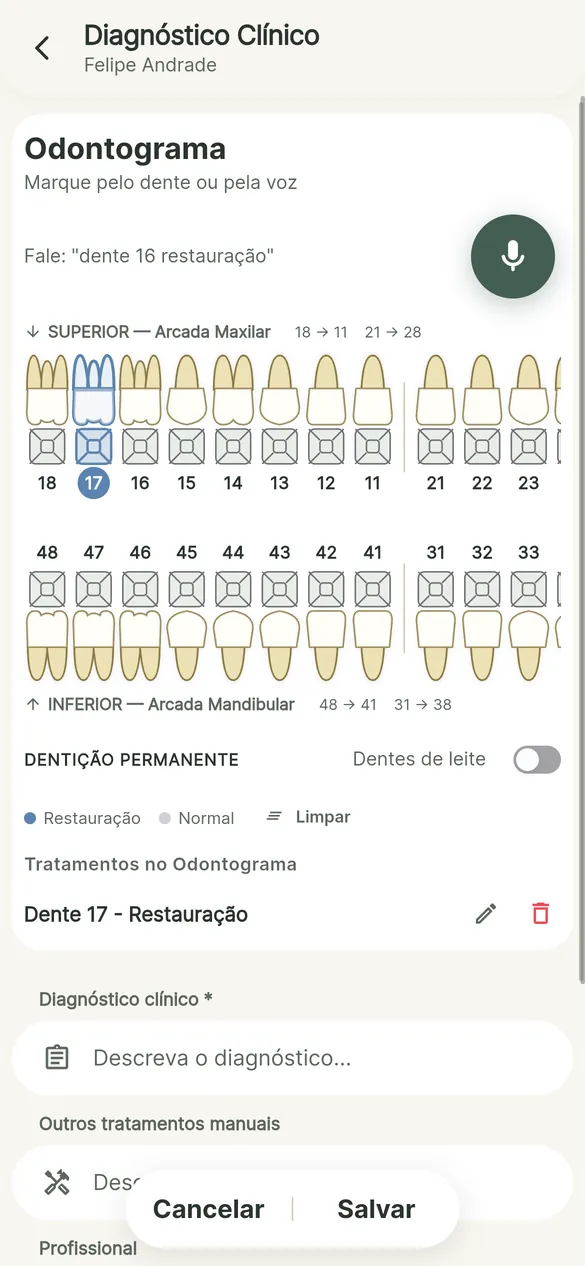 Diagnóstico Clínico
Felipe Andrade
Odontograma
Marque pelo dente ou pela voz
Fale: "dente 16 restauração"
↓ SUPERIOR — Arcada Maxilar 18 → 11 21 → 28
18 17 16 15 14 13 12 11 21 22 23
48 47 46 45 44 43 42 41 31 32 33
↑ INFERIOR — Arcada Mandibular 48 → 41 31 → 38
DENTIÇÃO PERMANENTE Dentes de leite
Restauração Normal Limpar
Tratamentos no Odontograma
Dente 17 - Restauração
Diagnóstico clínico *
Descreva o diagnóstico...
Outros tratamentos manuais
Cancelar Salvar
Profissional